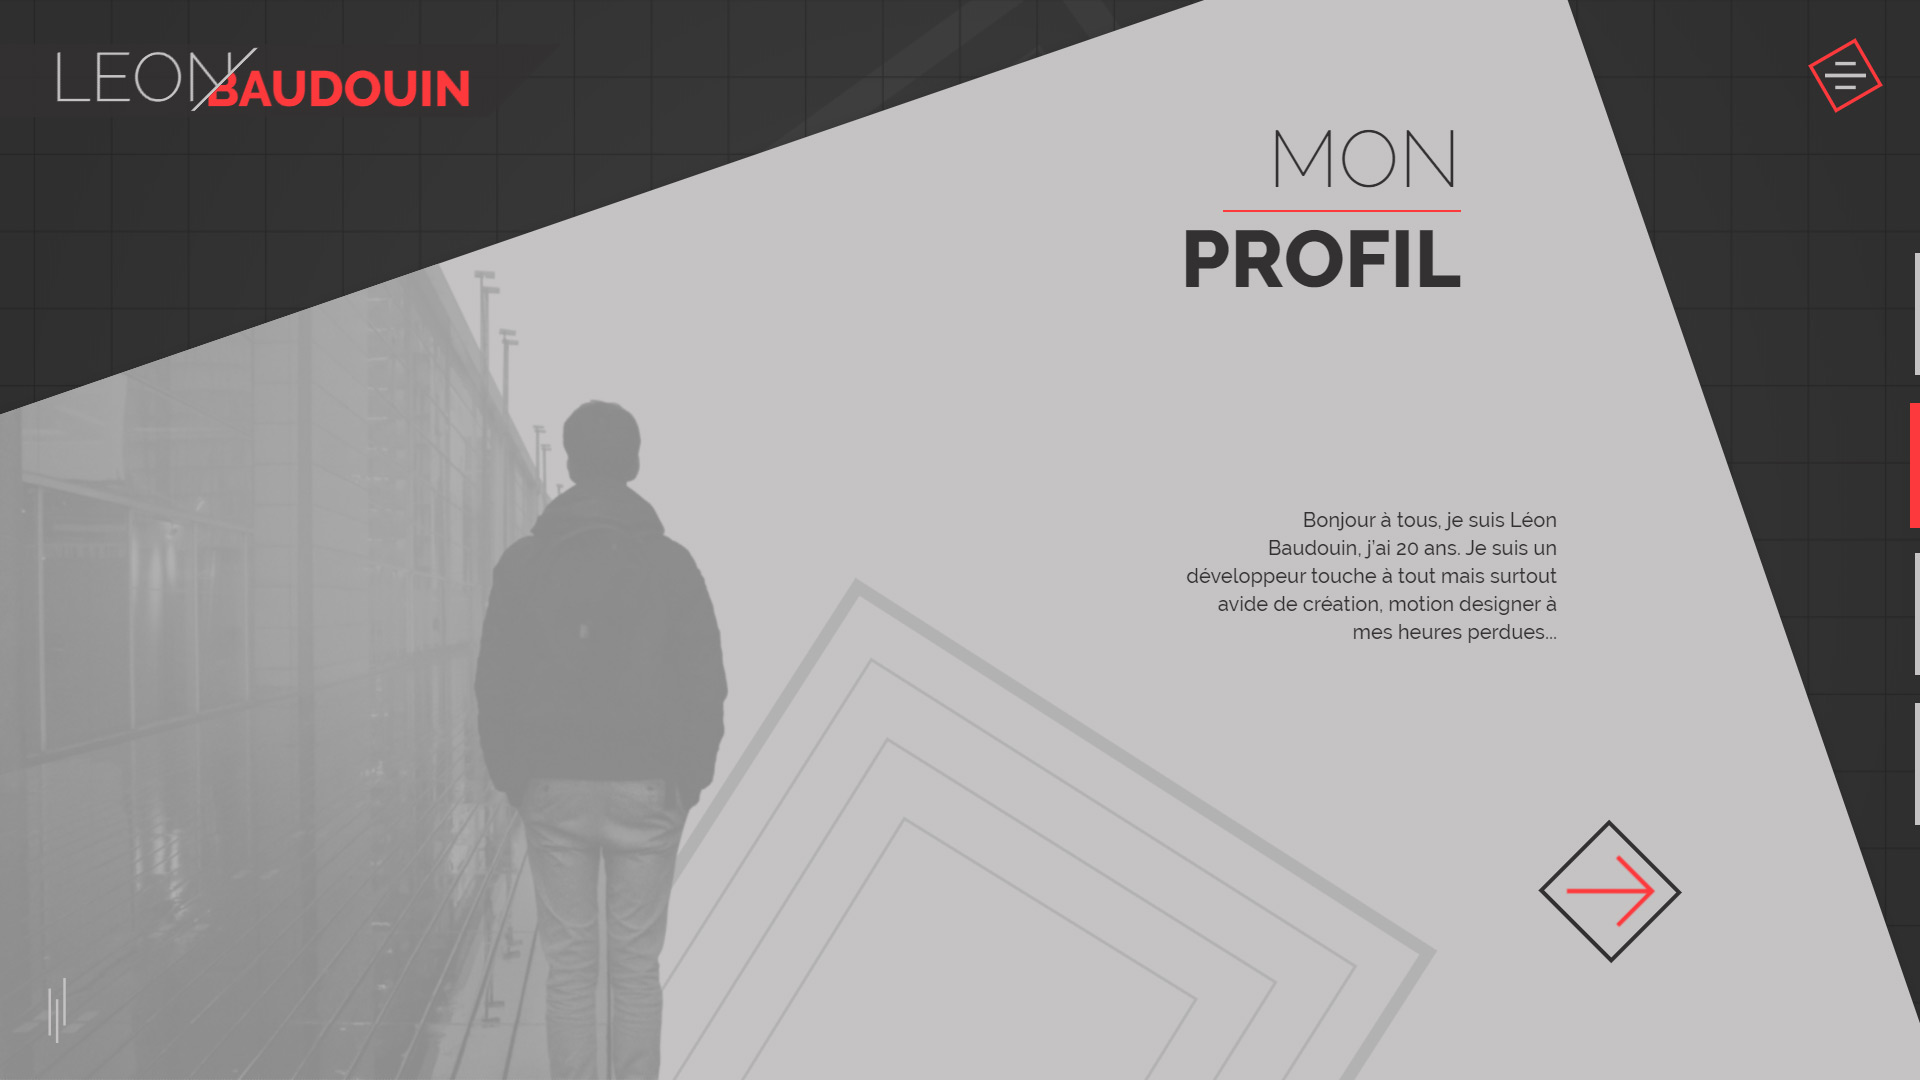 LEON BAUDOUIN
MON
PROFIL
Bonjour à tous, je suis Léon
Baudouin, j'ai 20 ans. Je suis un
développeur touche à tout mais surtout
avide de création, motion designer à
mes heures perdues...